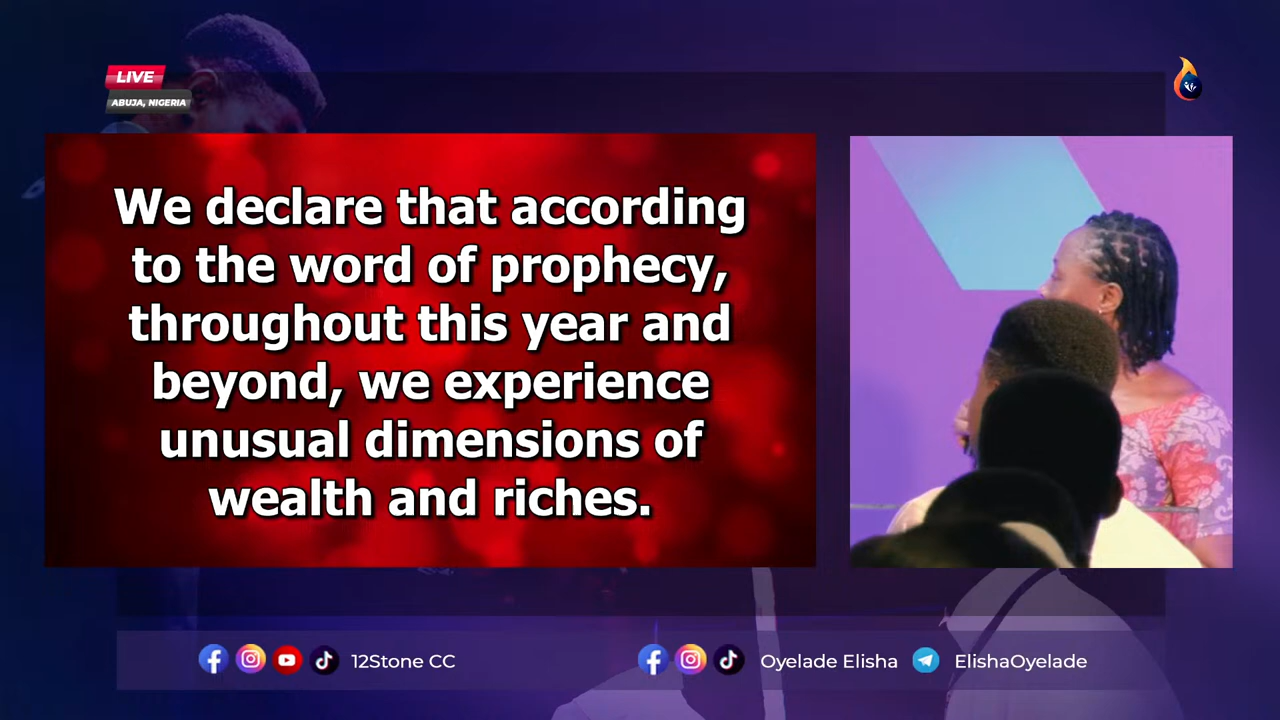 LIVE
ABUJA, NIGERIA
We declare that according
to the word of prophecy,
throughout this year and
beyond, we experience
unusual dimensions of
wealth and riches.
12Stone CC
Oyelade Elisha
ElishaOyelade